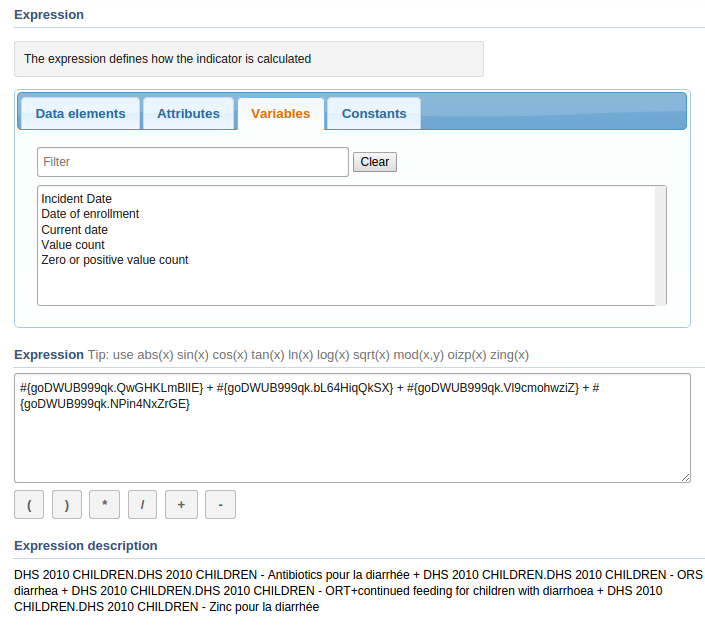 Expression
The expression defines how the indicator is calculated
Data elements Attributes Variables Constants
Filter Clear
Incident Date
Date of enrollment
Current date
Value count
Zero or positive value count
Expression Tip: use abs(x) sin(x) cos(x) tan(x) ln(x) log(x) sqrt(x) mod(x,y) oizp(x) zing(x)
#{goDWUB999qk.QwGHKLmBlIE} + #{goDWUB999qk.bL64HiqQkSX} + #{goDWUB999qk.Vl9cmohwziZ} + #
{goDWUB999qk.NPin4NxZrGE}
( ) * / + -
Expression description
DHS 2010 CHILDREN.DHS 2010 CHILDREN - Antibiotics pour la diarrhée + DHS 2010 CHILDREN.DHS 2010 CHILDREN - ORS
diarrhea + DHS 2010 CHILDREN.DHS 2010 CHILDREN - ORT+continued feeding for children with diarrhoea + DHS 2010
CHILDREN.DHS 2010 CHILDREN - Zinc pour la diarrhée